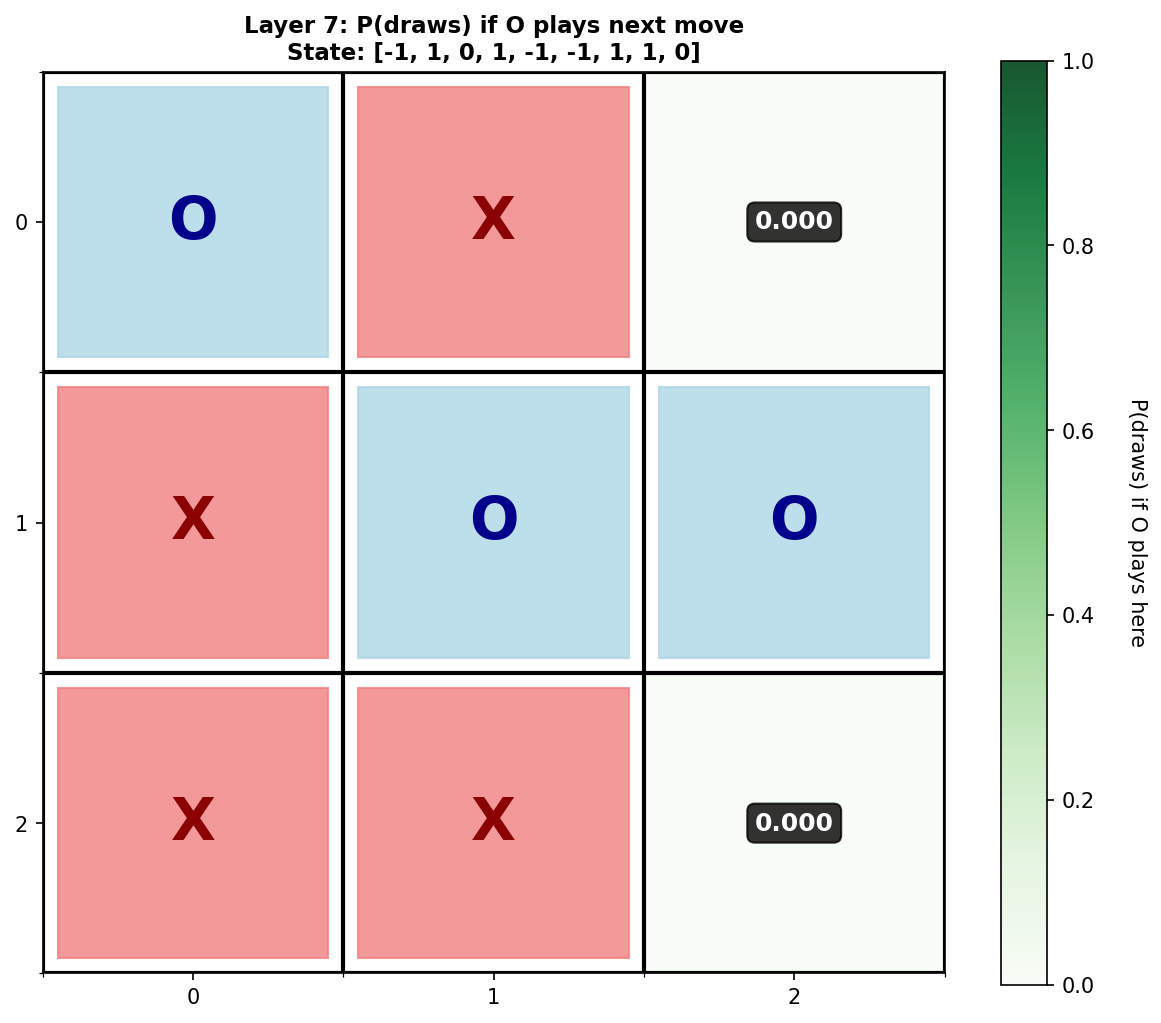 Layer 7: P(draws) if O plays next move
State: [-1, 1, 0, 1, -1, -1, 1, 1, 0]
O
X
0.000
X
O
O
X
X
0.000
0
1
2
0
1
2
1.0
0.8
0.6
0.4
0.2
0.0
P(draws) if O plays here